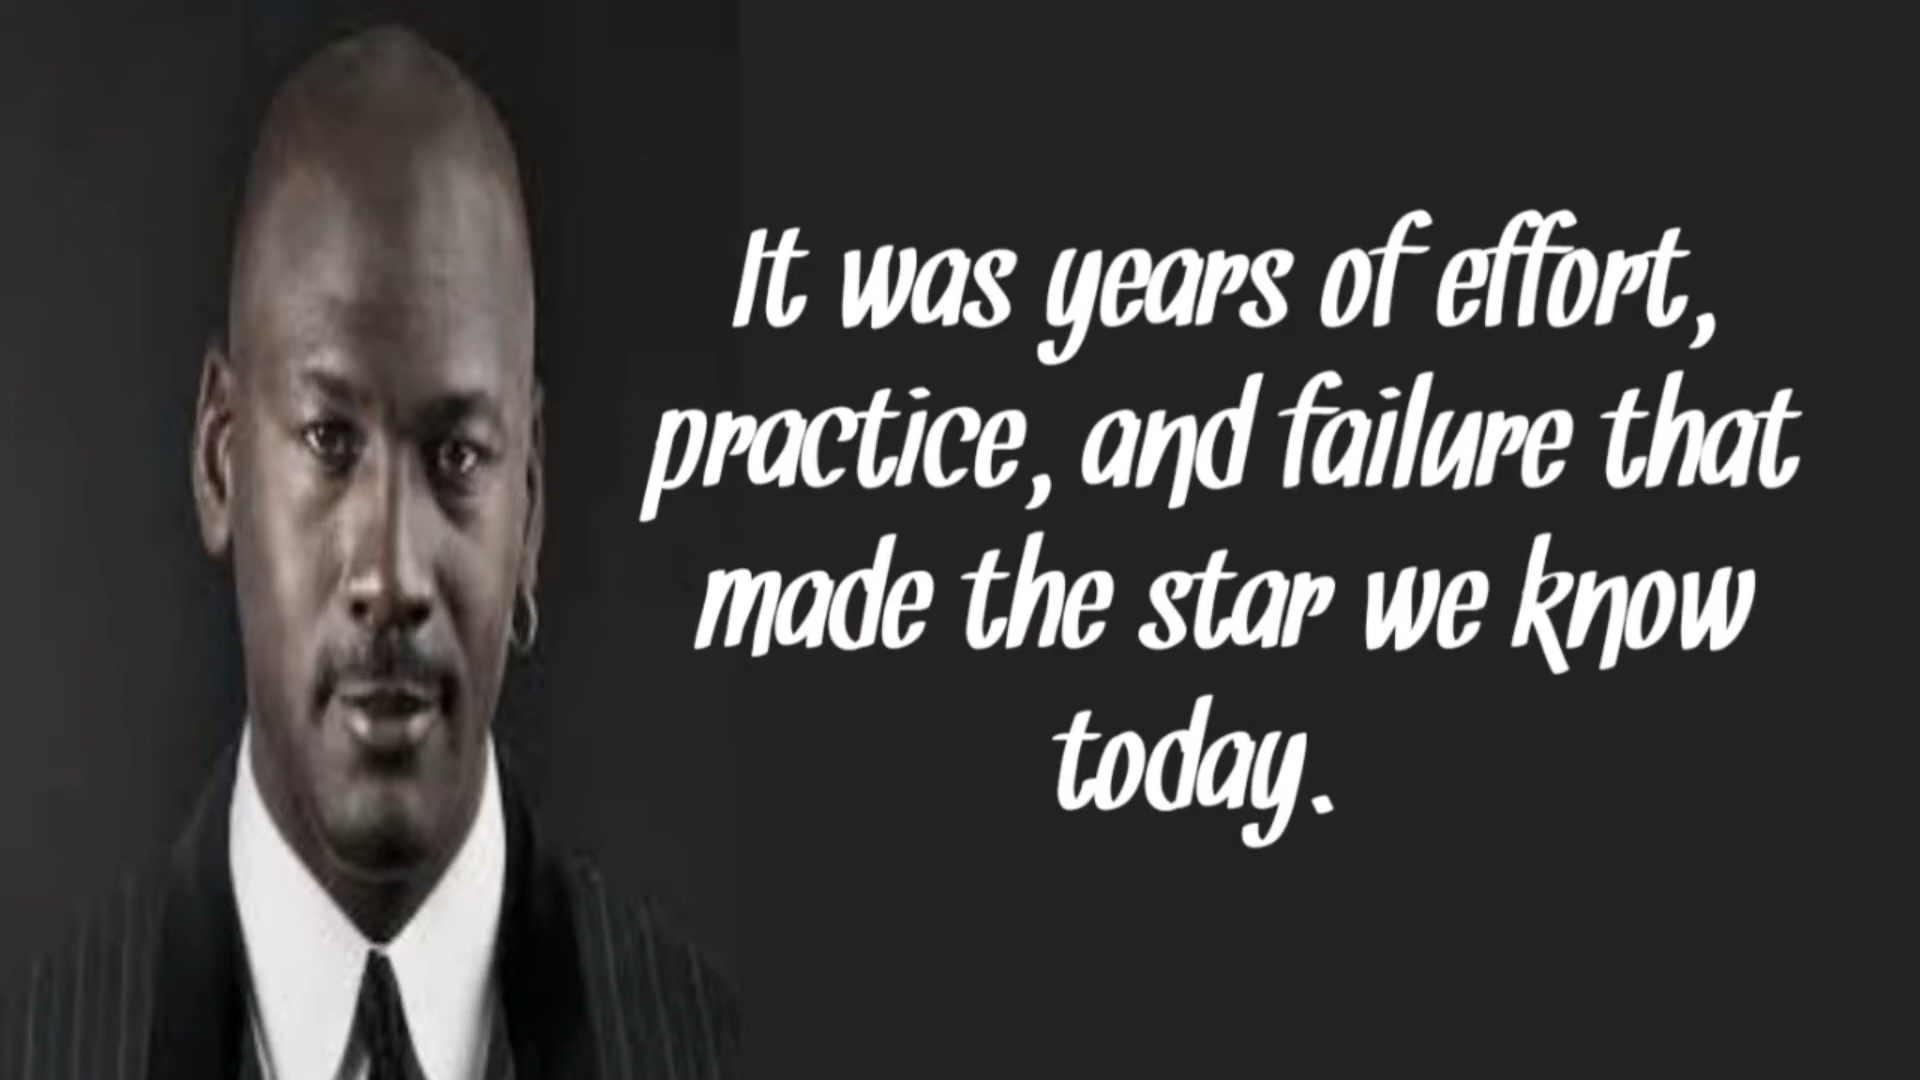 It was years of effort,
practice, and failure that
made the star we know
today.